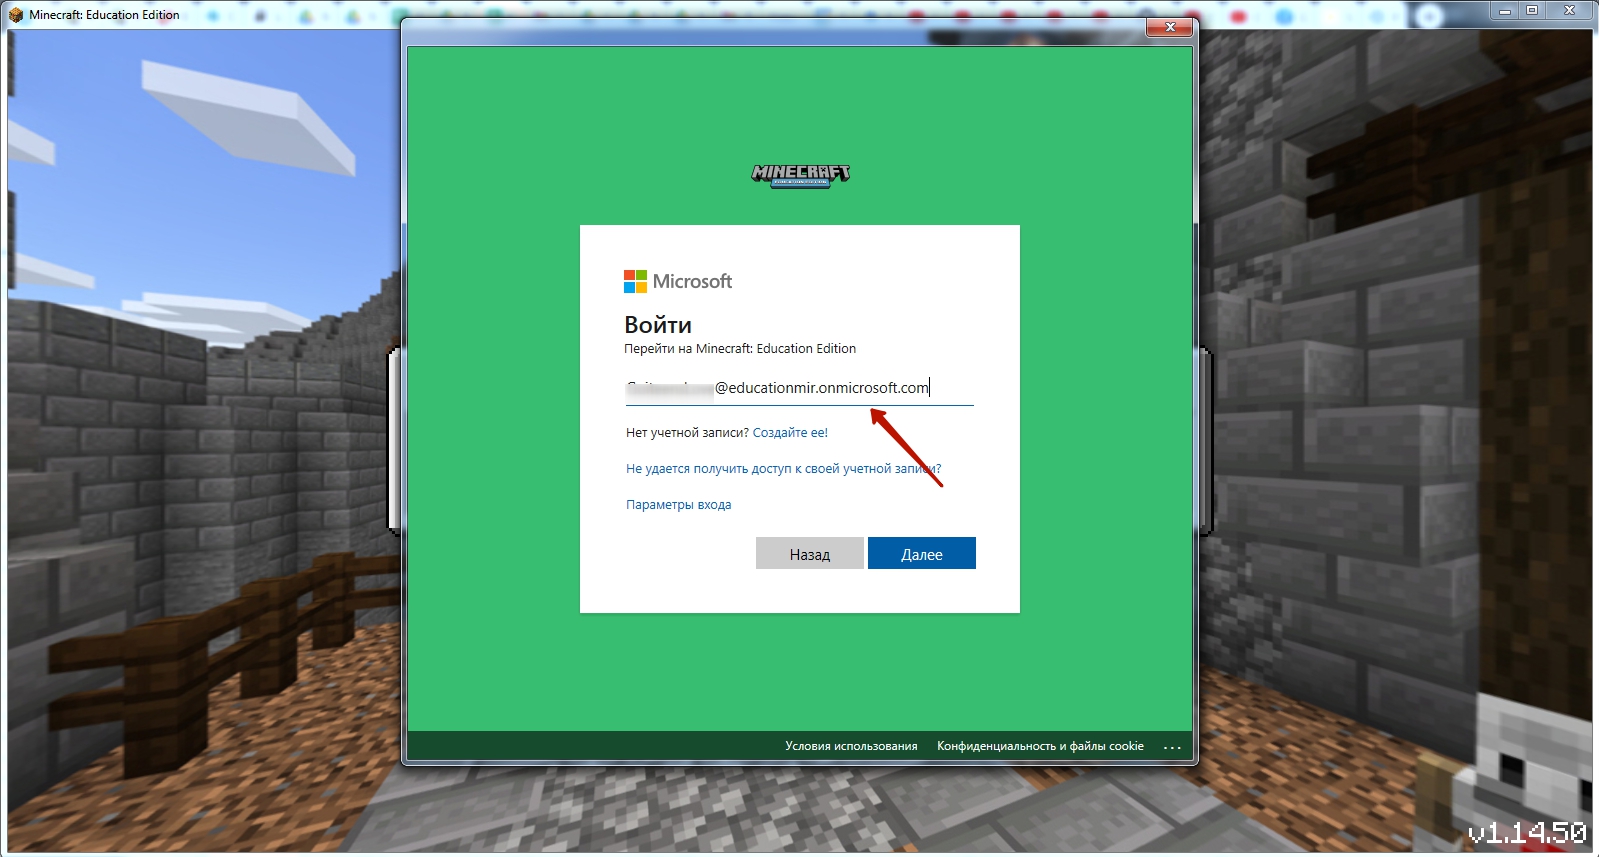 Minecraft: Education Edition
MINECRAFT
Microsoft
Войти
Перейти на Minecraft: Education Edition
@educationmir.onmicrosoft.com
Нет учетной записи? Создайте ее!
Не удается получить доступ к своей учетной записи?
Параметры входа
Назад Далее
Условия использования Конфиденциальность и файлы cookie ...
v1.14.50